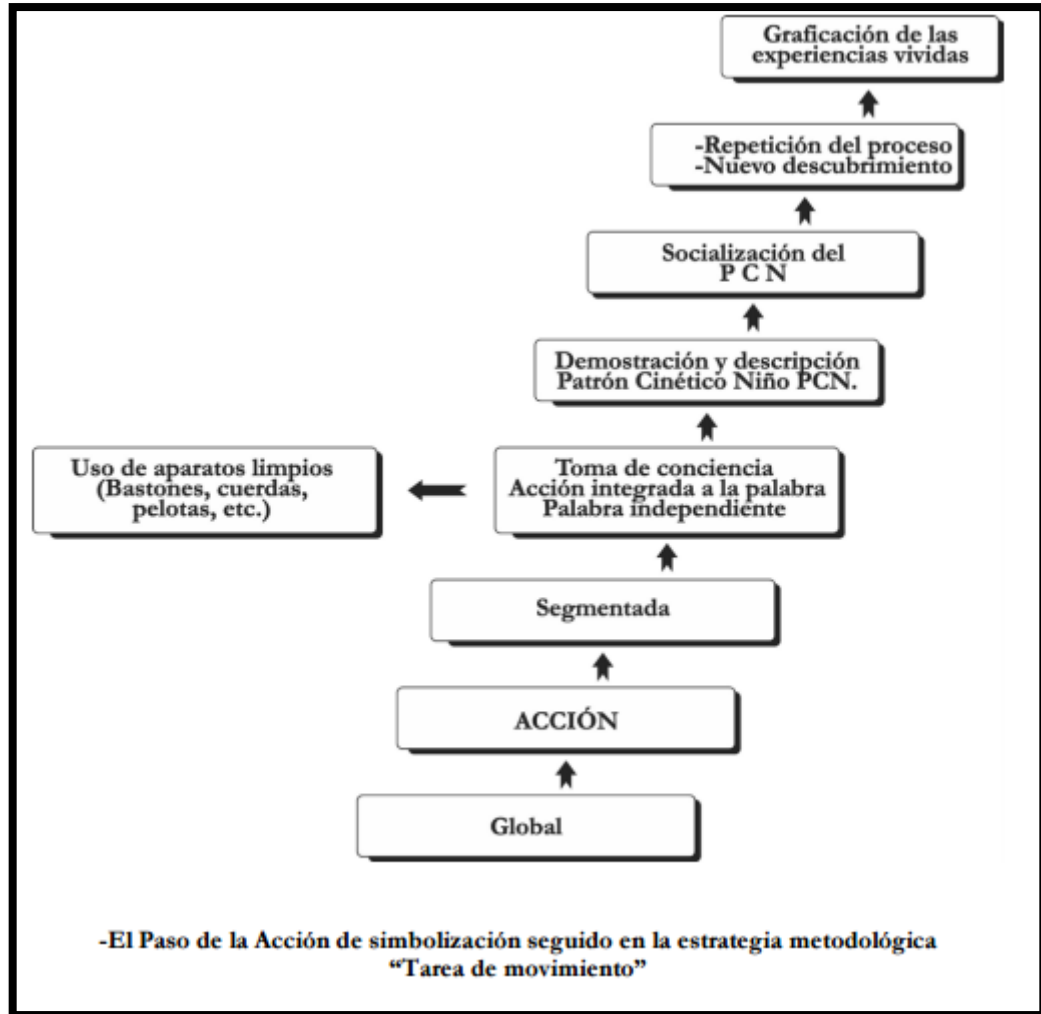 Graficación de las
experiencias vividas
-Repetición del proceso
-Nuevo descubrimiento
Socialización del
P C N
Demostración y descripción
Patrón Cinético Niño PCN.
Uso de aparatos limpios
(Bastones, cuerdas,
pelotas, etc.)
Toma de conciencia
Acción integrada a la palabra
Palabra independiente
Segmentada
ACCIÓN
Global
-El Paso de la Acción de simbolización seguido en la estrategia metodológica
“Tarea de movimiento”